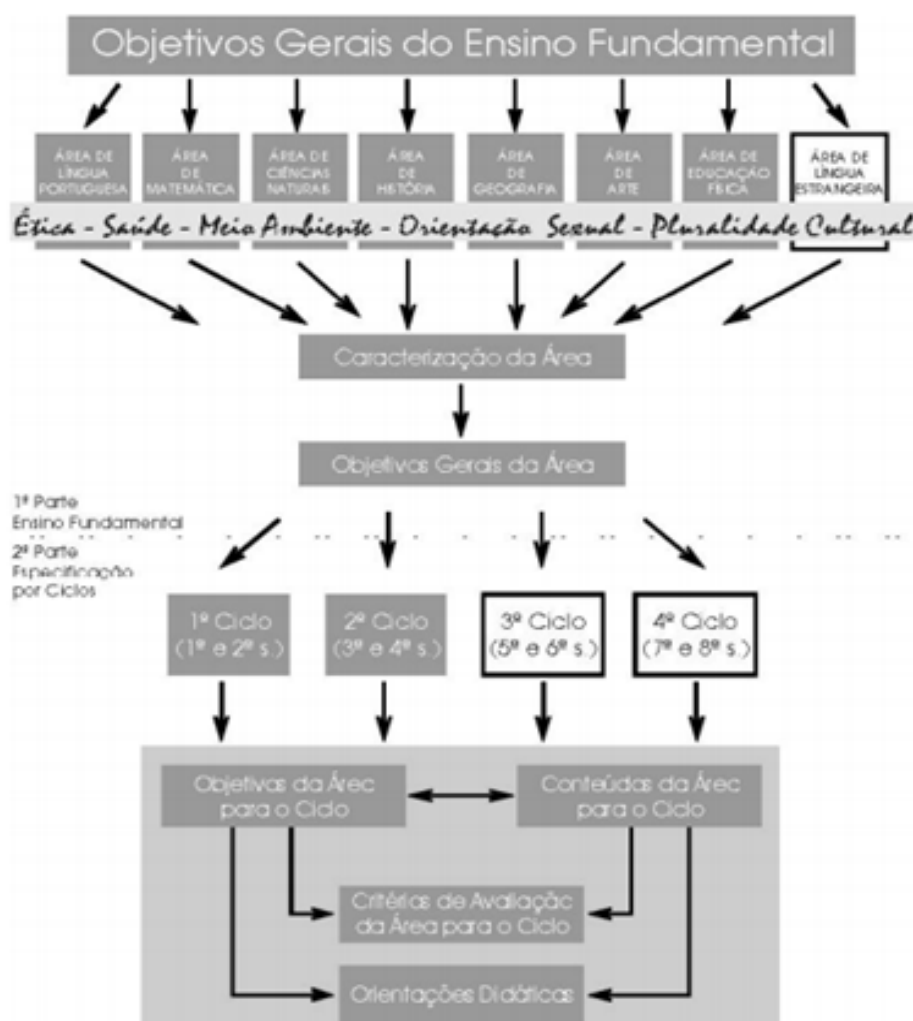 Objetivos Gerais do Ensino Fundamental
ÁREA DE
LÍNGUA
PORTUGUESA
ÁREA
DE
MATEMÁTICA
ÁREA DE
CIÊNCIAS
NATURAIS
ÁREA
DE
HISTÓRIA
ÁREA
DE
GEOGRAFIA
ÁREA
DE
ARTE
ÁREA DE
EDUCAÇÃO
FÍSICA
ÁREA DE
LÍNGUA
ESTRANGEIRA
Ética - Saúde - Meio Ambiente - Orientação Sexual - Pluralidade Cultural
Caracterização da Área
Objetivos Gerais da Área
1ª Parte
Ensino Fundamental
2ª Parte
Especificação
por Ciclos
1º Ciclo
(1ª e 2ª s.)
2º Ciclo
(3ª e 4ª s.)
3º Ciclo
(5ª e 6ª s.)
4º Ciclo
(7ª e 8ª s.)
Objetivos da Área
para o Ciclo
Conteúdos da Área
para o Ciclo
Critérios de Avaliação
da Área para o Ciclo
Orientações Didáticas